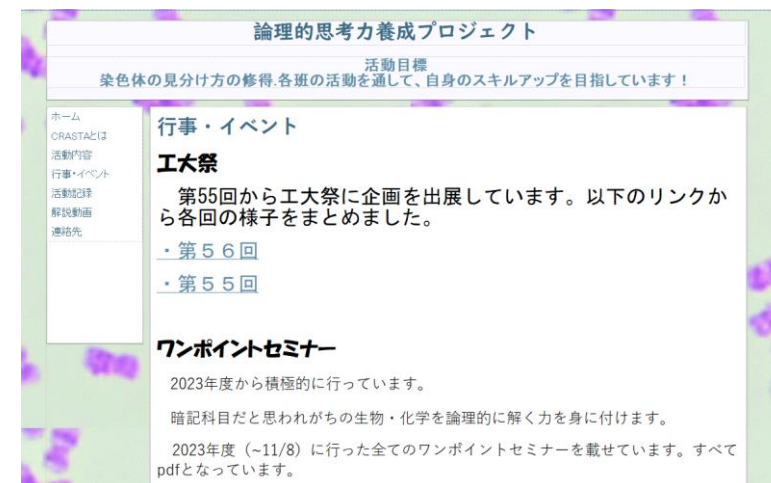 論理的思考力養成プロジェクト
活動目標
染色体の見分け方の修得.各班の活動を通して、自身のスキルアップを目指しています！
ホーム
CRASTAとは
活動内容
行事・イベント
活動記録
解説動画
連絡先
行事・イベント
工大祭
第55回から工大祭に企画を出展しています。以下のリンクか
ら各回の様子をまとめました。
・第５６回
・第５５回
ワンポイントセミナー
2023年度から積極的に行っています。
暗記科目だと思われがちの生物・化学を論理的に解く力を身に付けます。
2023年度（~11/8）に行った全てのワンポイントセミナーを載せています。すべて
pdfとなっています。